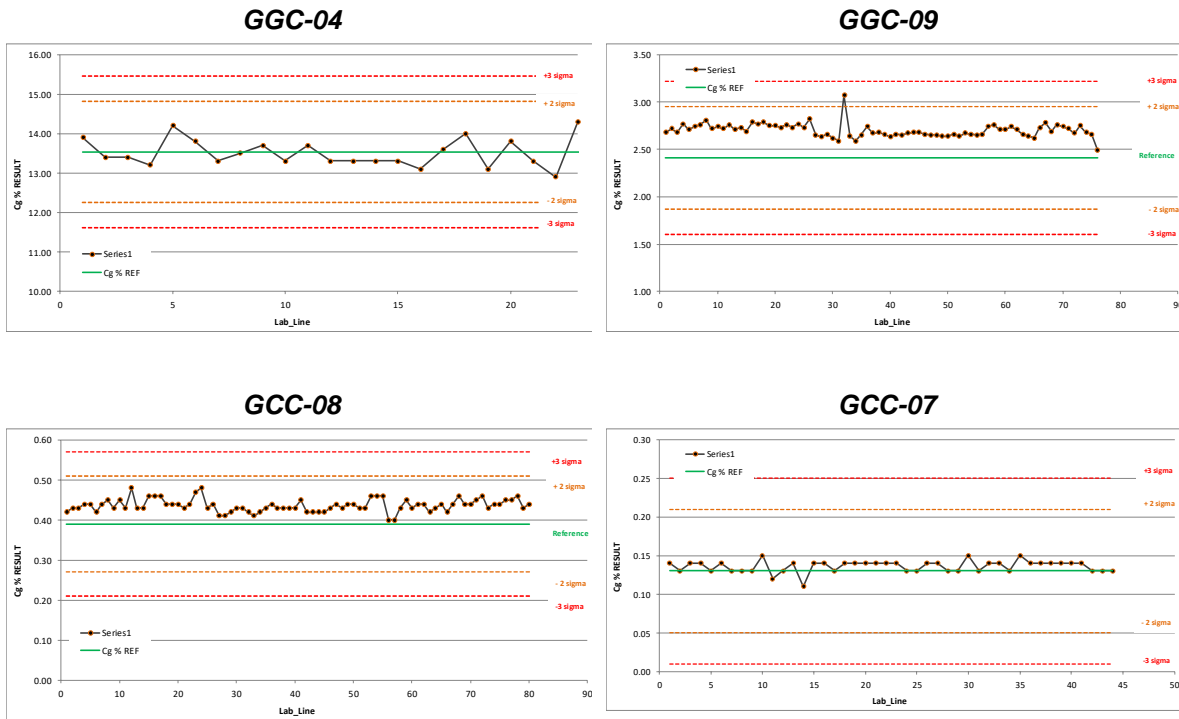 GGC-04
16.00
15.00
14.00
13.00
12.00
11.00
10.00
Cg % RESULT
+3 sigma
+ 2 sigma
- 2 sigma
-3 sigma
Series1
Cg % REF
0
5
10
15
20
Lab_Line
GGC-09
3.50
3.00
2.50
2.00
1.50
1.00
Cg % RESULT
Series1
Cg % REF
+3 sigma
+ 2 sigma
Reference
- 2 sigma
-3 sigma
0
10
20
30
40
50
60
70
80
90
Lab_Line
GCC-08
0.60
0.50
0.40
0.30
0.20
0.10
0.00
Cg % RESULT
+3 sigma
+ 2 sigma
Reference
- 2 sigma
-3 sigma
Series1
Cg % REF
0
10
20
30
40
50
60
70
80
90
Lab_Line
GCC-07
0.30
0.25
0.20
0.15
0.10
0.05
0.00
Cg % RESULT
Series1
Cg % REF
+3 sigma
+ 2 sigma
- 2 sigma
-3 sigma
0
5
10
15
20
25
30
35
40
45
50
Lab_Line